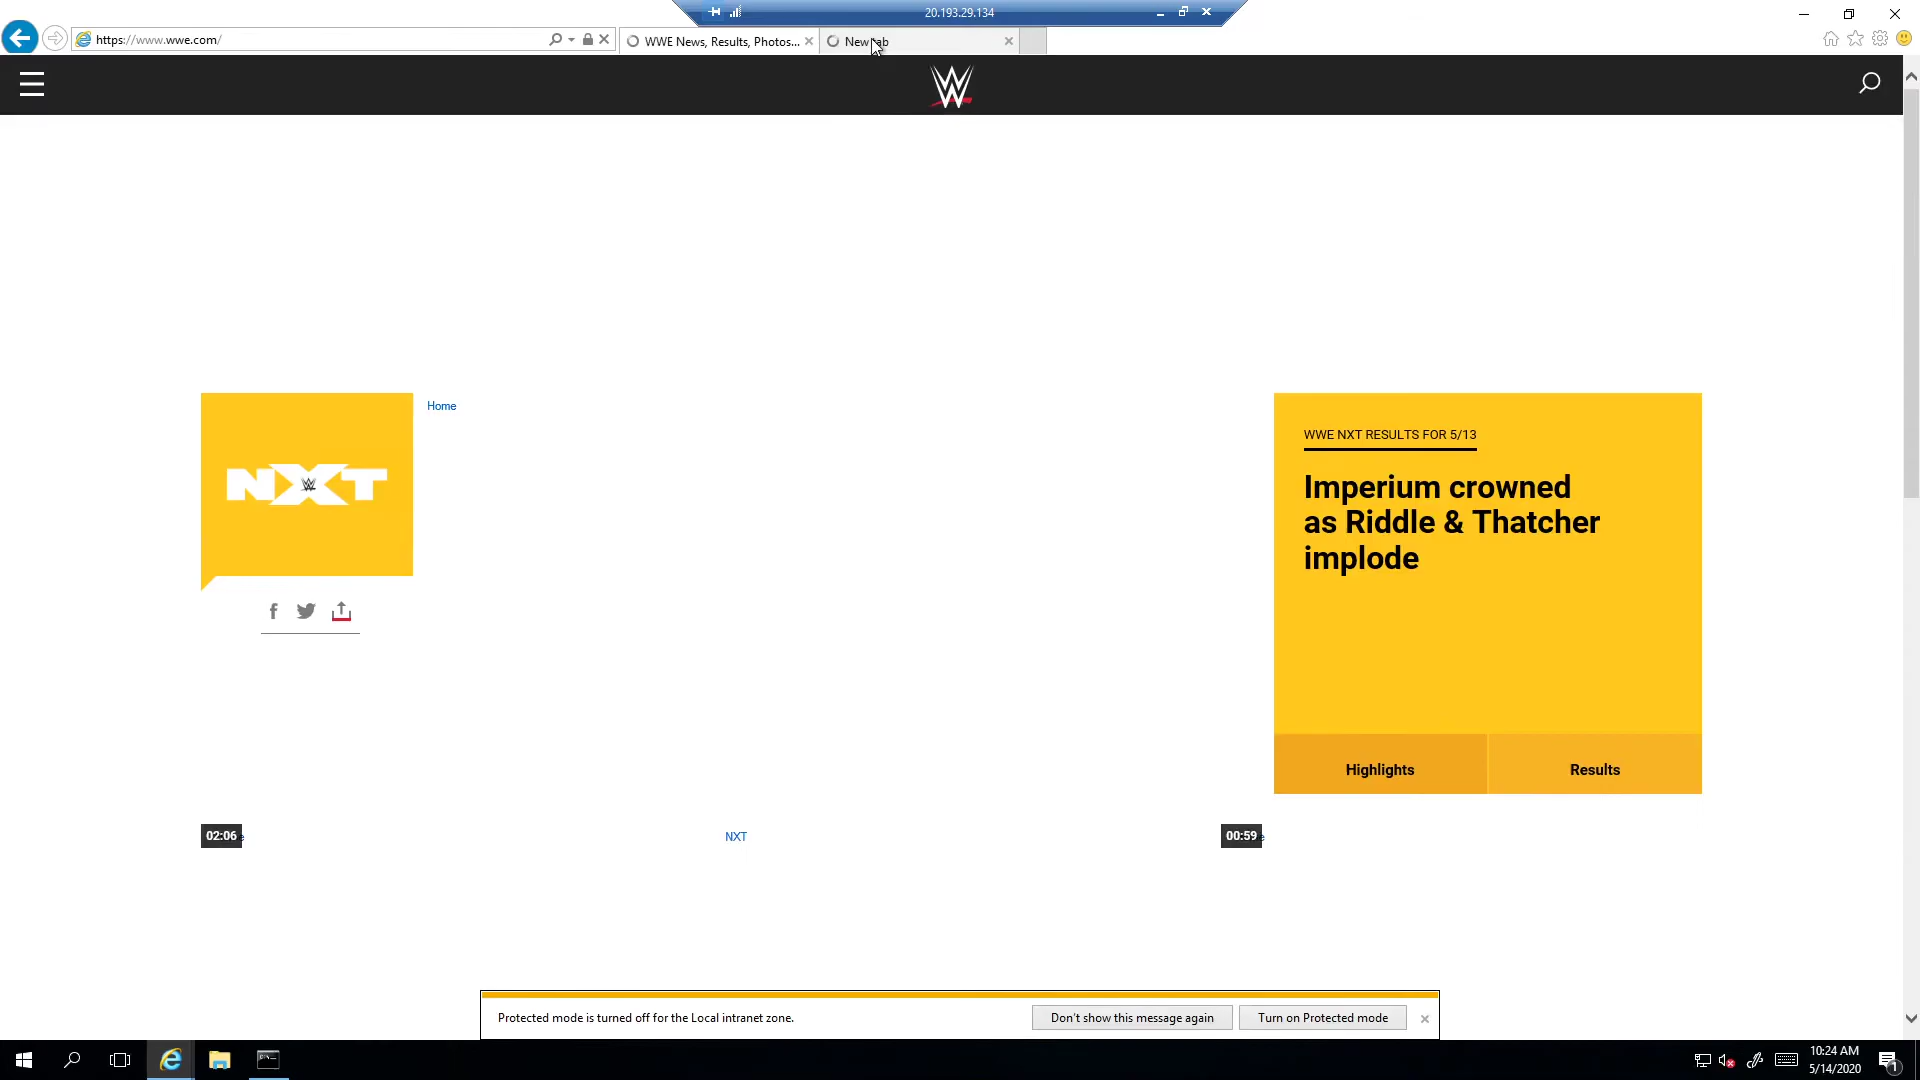 20.193.29.134
https://www.wwe.com/
WWE News, Results, Photos...
New tab
Home
NXT
WWE NXT RESULTS FOR 5/13
Imperium crowned
as Riddle & Thatcher
implode
Highlights
Results
02:06
NXT
00:59
Protected mode is turned off for the Local intranet zone.
Don't show this message again
Turn on Protected mode
10:24 AM
5/14/2020
1